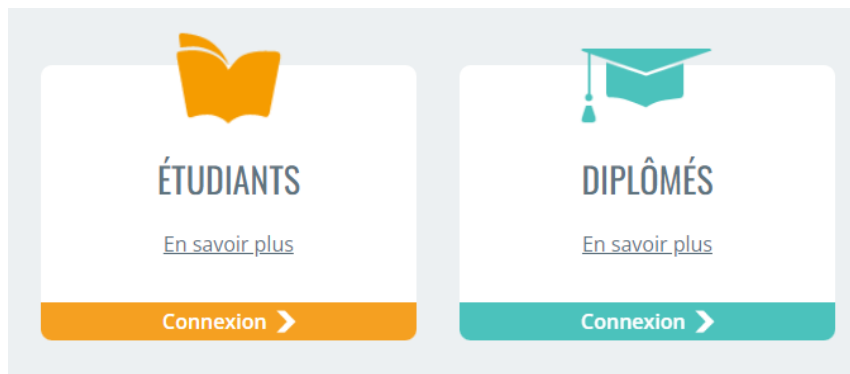 ÉTUDIANTS
En savoir plus
Connexion
DIPLÔMÉS
En savoir plus
Connexion